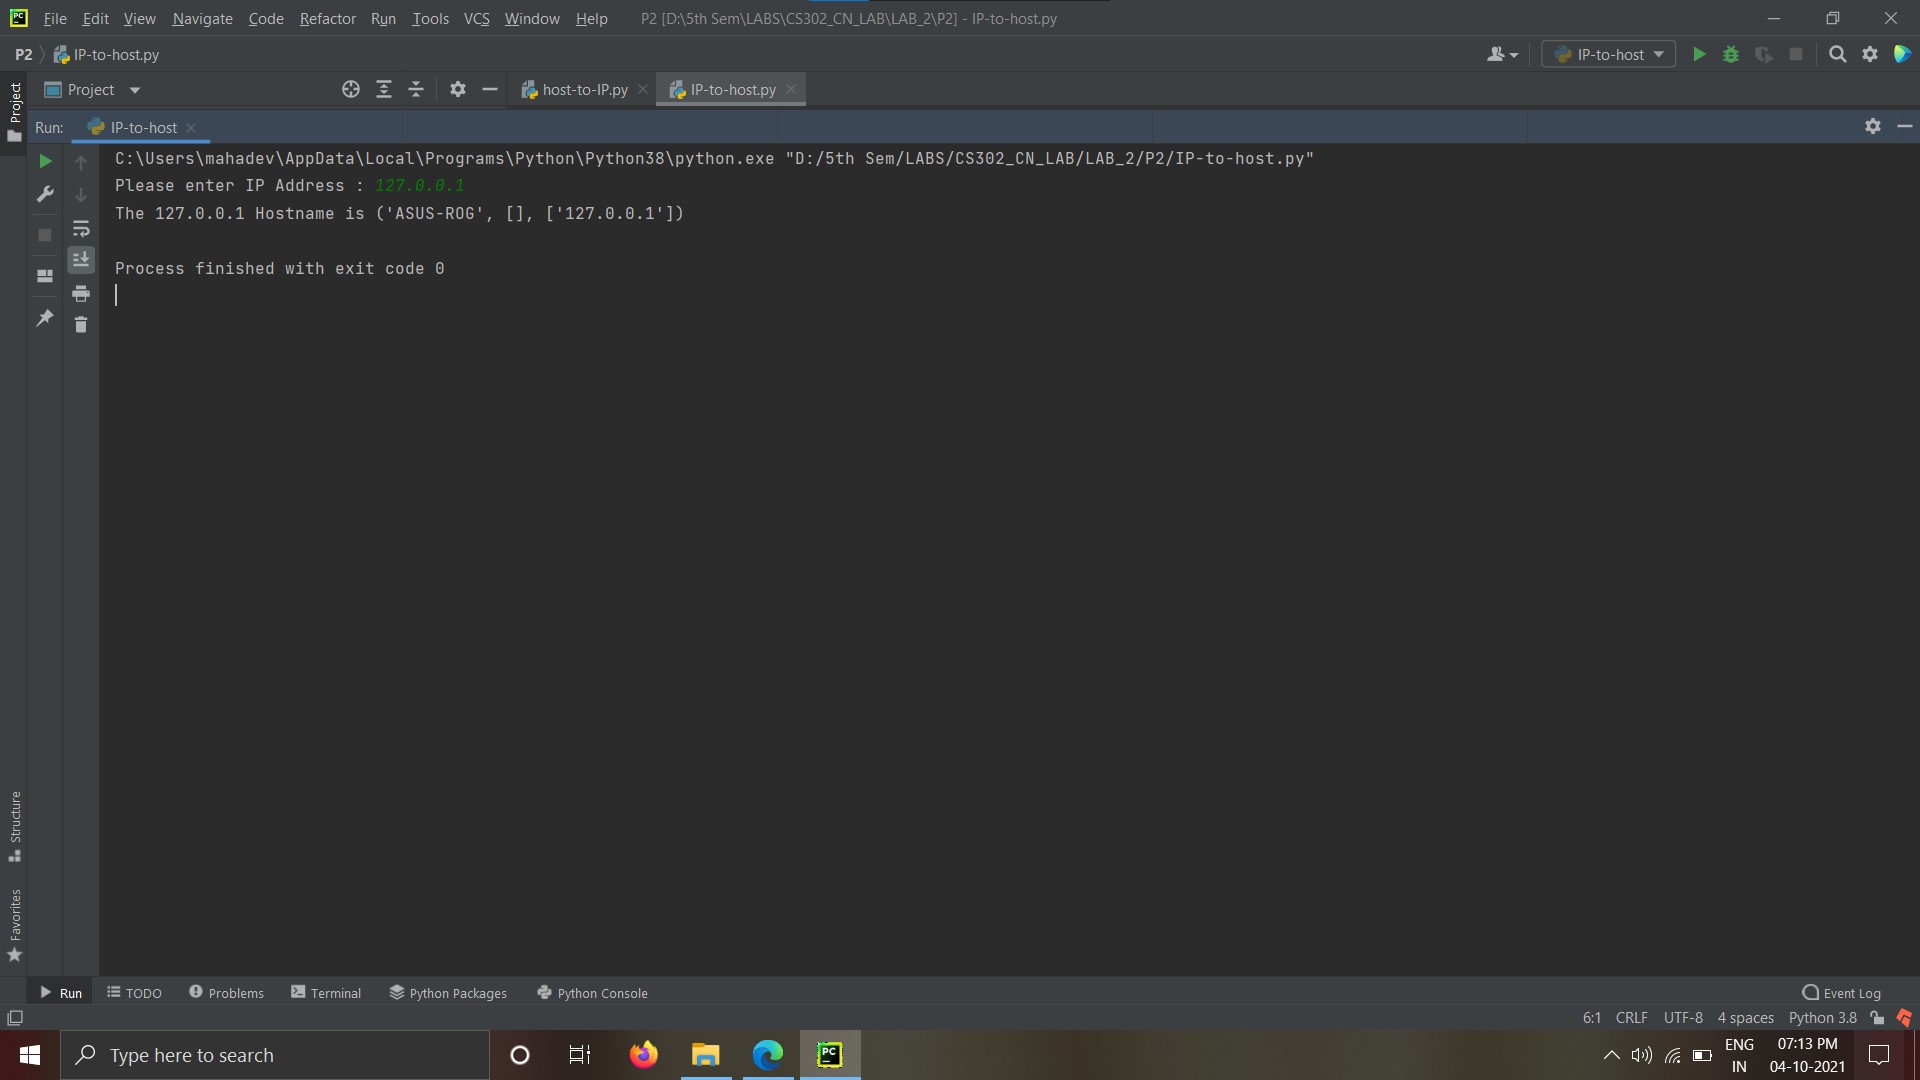 File Edit View Navigate Code Refactor Run Tools VCS Window Help P2 [D:\5th Sem\LABS\CS302_CN_LAB\LAB_2\P2] - IP-to-host.py
P2 IP-to-host.py IP-to-host
Project Project host-to-IP.py IP-to-host.py
Run: IP-to-host
C:\Users\mahadev\AppData\Local\Programs\Python\Python38\python.exe "D:/5th Sem/LABS/CS302_CN_LAB/LAB_2/P2/IP-to-host.py"
Please enter IP Address : 127.0.0.1
The 127.0.0.1 Hostname is ('ASUS-ROG', [], ['127.0.0.1'])
Process finished with exit code 0
Structure
Favorites
Run TODO Problems Terminal Python Packages Python Console Event Log
6:1 CRLF UTF-8 4 spaces Python 3.8
Type here to search
PC
ENG
IN
07:13 PM
04-10-2021